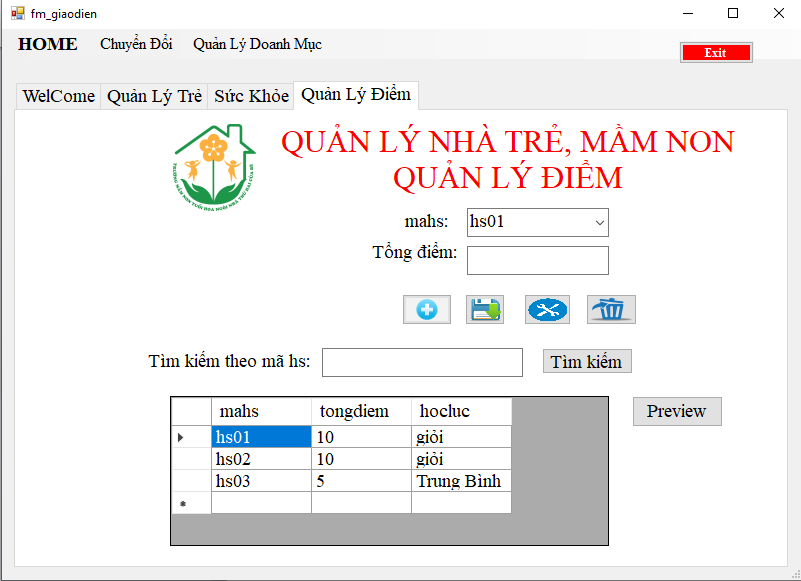 fm_giaodien
HOME Chuyển Đổi Quản Lý Doanh Mục
Exit
WelCome Quản Lý Trẻ Sức Khỏe Quản Lý Điểm
QUẢN LÝ NHÀ TRẺ, MẦM NON
QUẢN LÝ ĐIỂM
mahs: hs01
Tổng điểm:
Tìm kiếm theo mã hs: Tìm kiếm
Preview
mahs tongdiem hocluc
hs01 10 giỏi
hs02 10 giỏi
hs03 5 Trung Bình